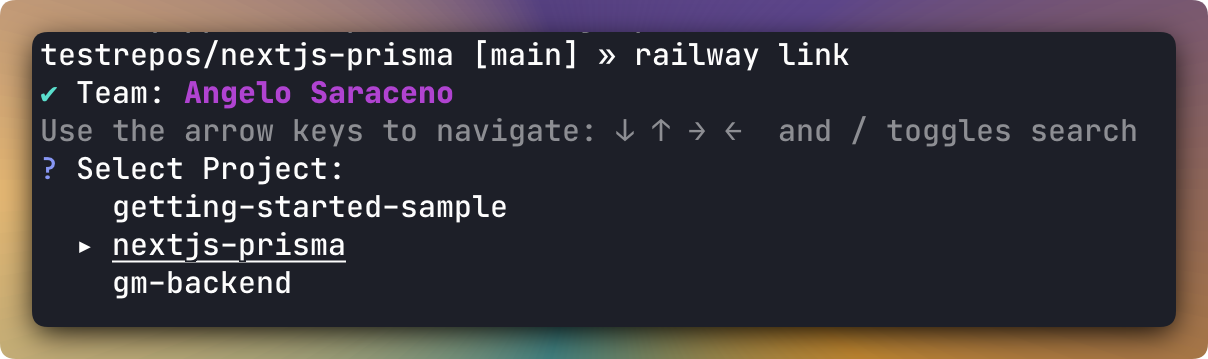 testrepos/nextjs-prisma [main] » railway link
✔ Team: Angelo Saraceno
Use the arrow keys to navigate: ↓ ↑ → ←  and / toggles search
? Select Project:
getting-started-sample
▸ nextjs-prisma
gm-backend